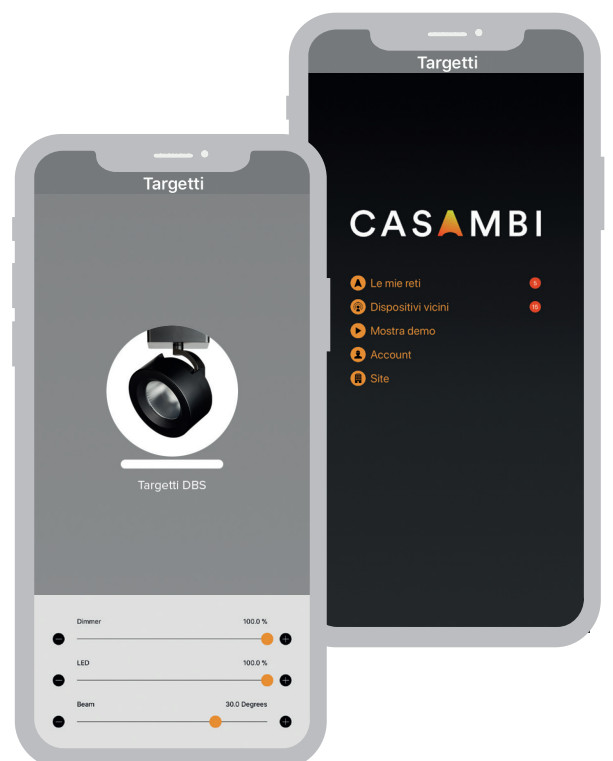 Targetti
Targetti DBS
Dimmer 100.0 %
LED 100.0 %
Beam 30.0 Degrees
Targetti
CASAMBI
Le mie reti 5
Dispositivi vicini 15
Mostra demo
Account
Site